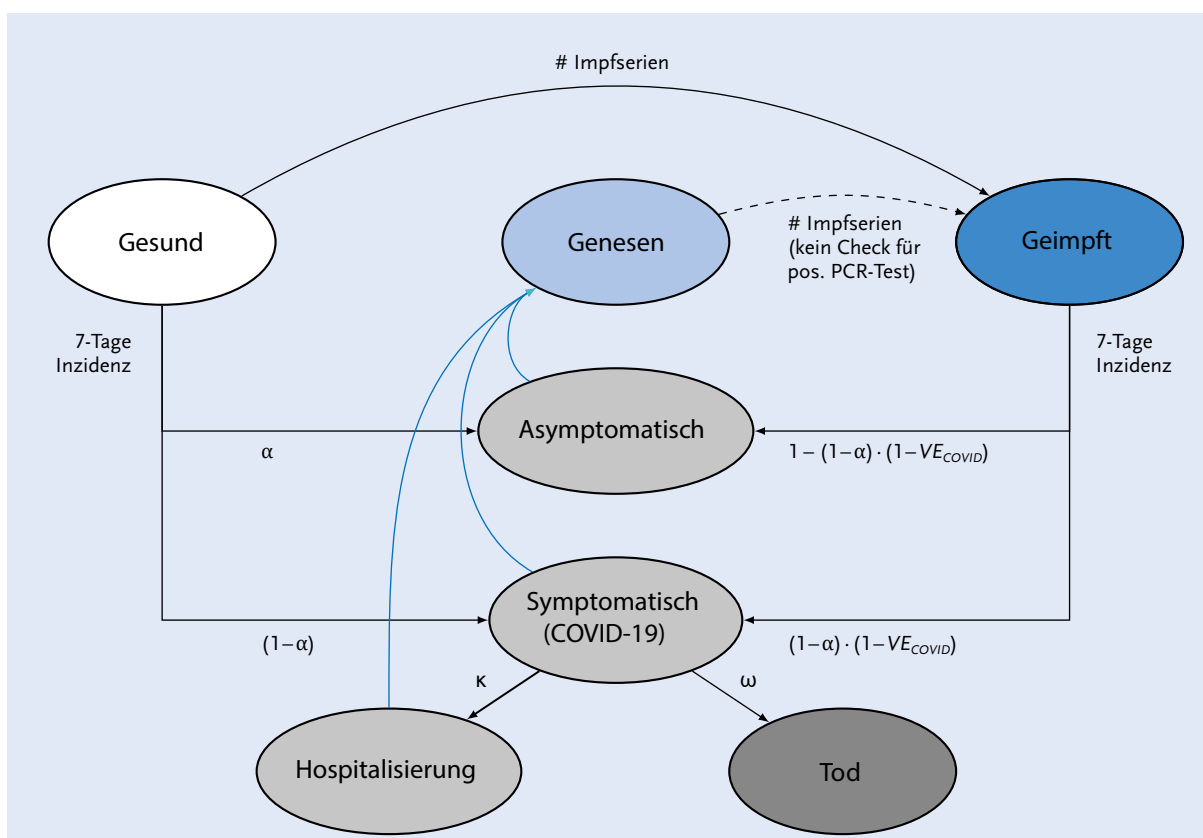 # Impfserien
Gesund
Genesen
# Impfserien
(kein Check für
pos. PCR-Test)
Geimpft
7-Tage
Inzidenz
7-Tage
Inzidenz
Asymptomatisch
α
1 – (1–α) · (1–VE_COVID)
Symptomatisch
(COVID-19)
(1–α)
(1–α) · (1–VE_COVID)
κ
ω
Hospitalisierung
Tod